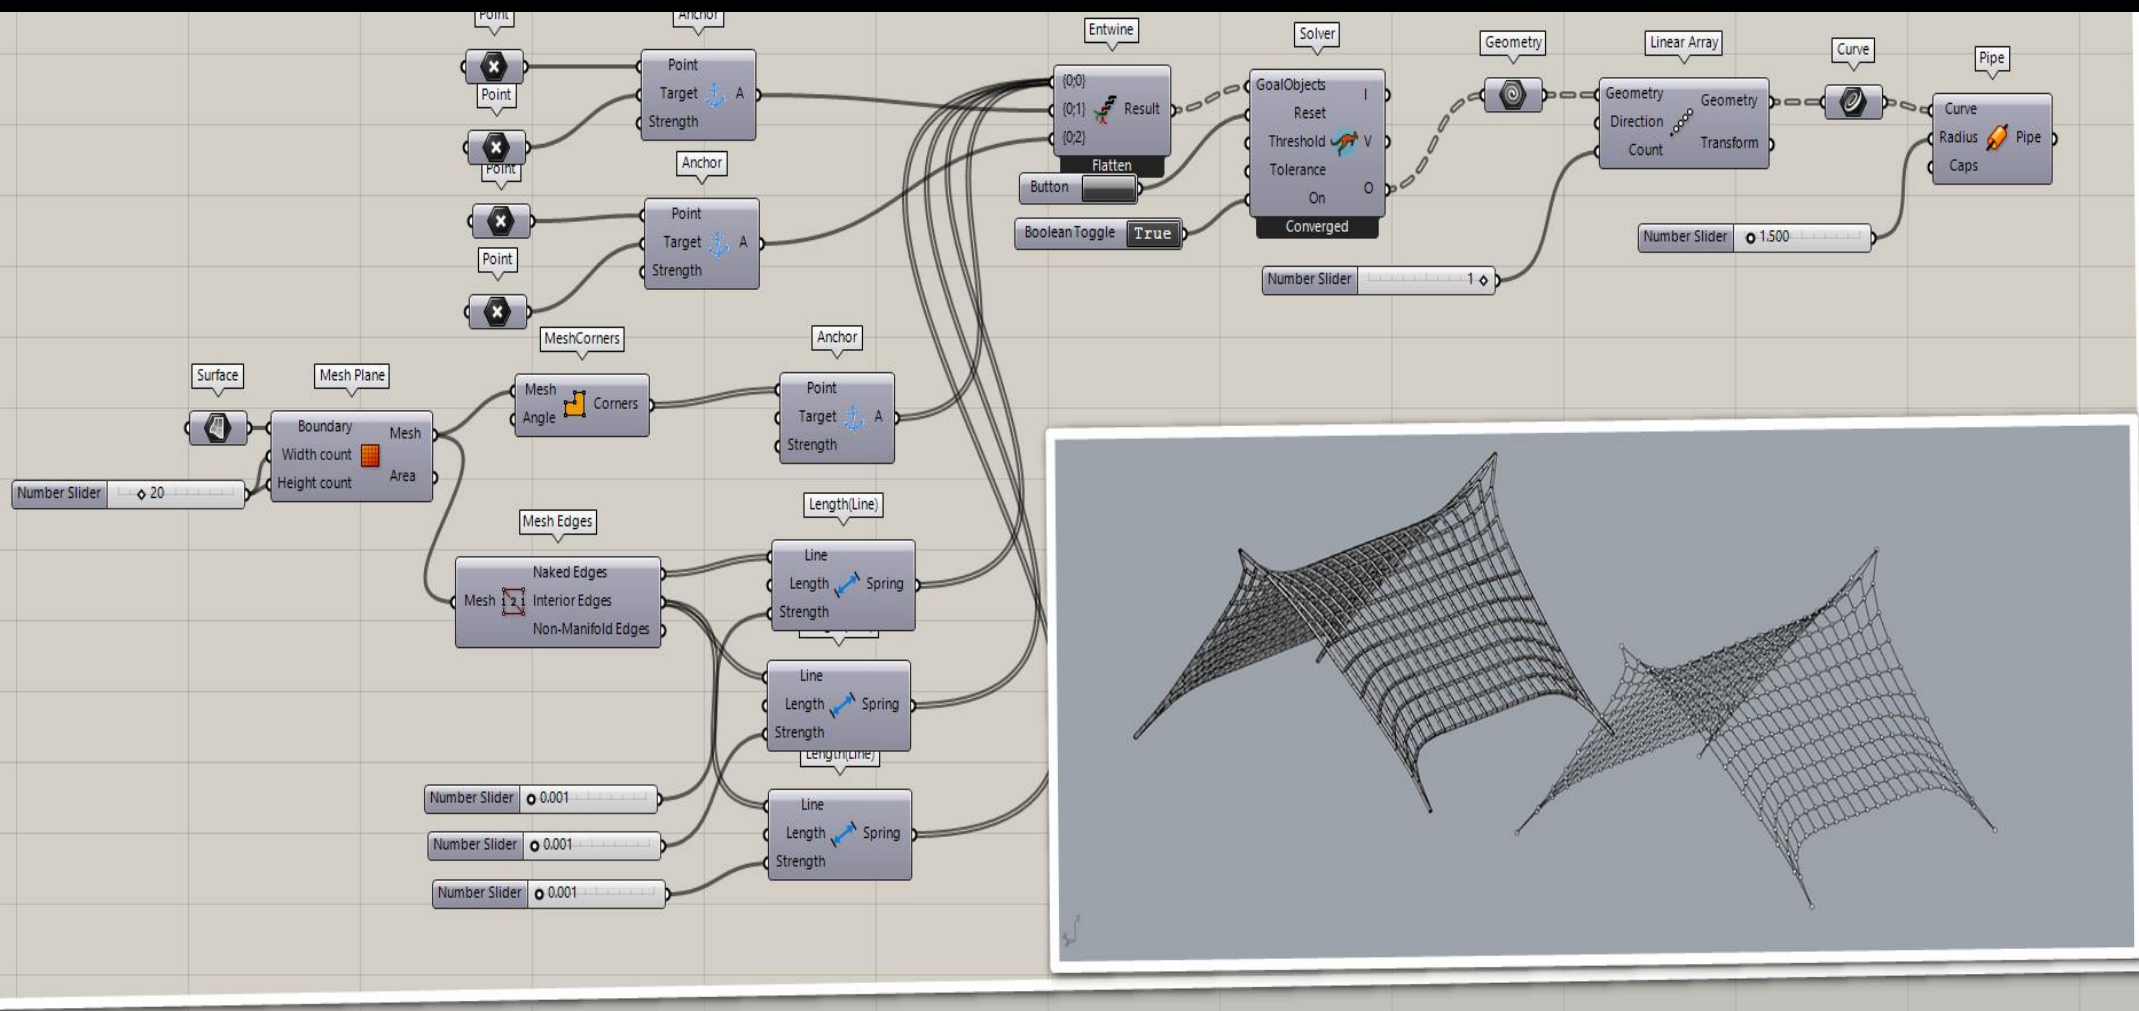 Point
Anchor
Point
Target
A
Strength
Point
Point
Anchor
Point
Target
A
Strength
Point
Entwine
{0;0}
{0;1}
{0;2}
Result
Flatten
Button
Boolean Toggle
True
Solver
GoalObjects
Reset
Threshold
Tolerance
On
I
V
O
Converged
Geometry
Linear Array
Geometry
Direction
Count
Geometry
Transform
Number Slider
1
Curve
Pipe
Curve
Radius
Caps
Pipe
Number Slider
1.500
Surface
Mesh Plane
Boundary
Width count
Height count
Mesh
Area
Number Slider
20
MeshCorners
Mesh
Angle
Corners
Anchor
Point
Target
A
Strength
Mesh Edges
Mesh
1 2 1
Naked Edges
Interior Edges
Non-Manifold Edges
Length(Line)
Line
Length
Strength
Spring
Line
Length
Strength
Spring
Length(Line)
Line
Length
Strength
Spring
Number Slider
0.001
Number Slider
0.001
Number Slider
0.001